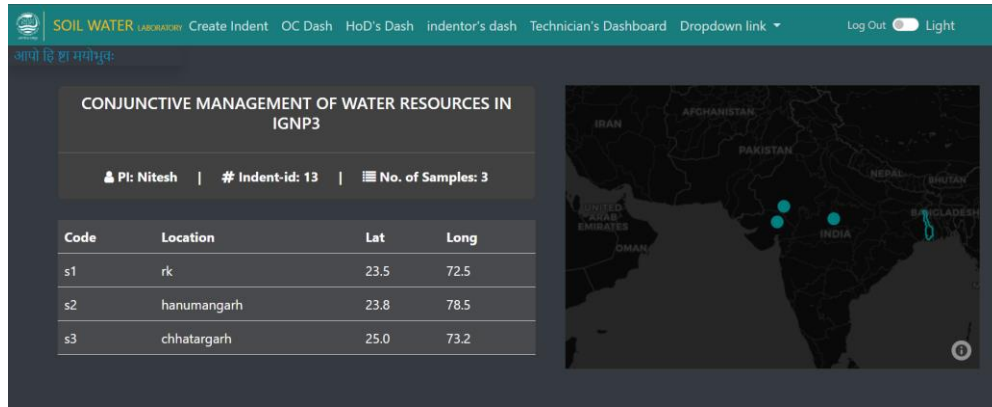 SOIL WATER LABORATORY Create Indent OC Dash HoD's Dash indentor's dash Technician's Dashboard Dropdown link Log Out Light
आपो हि ष्टा मयोभुवः
CONJUNCTIVE MANAGEMENT OF WATER RESOURCES IN
IGNP3
PI: Nitesh | # Indent-id: 13 | No. of Samples: 3
Code Location Lat Long
s1 rk 23.5 72.5
s2 hanumangarh 23.8 78.5
s3 chhatargarh 25.0 73.2
AFGHANISTAN
IRAN
PAKISTAN
NEPAL
BHUTAN
UNITED
ARAB
EMIRATES
BANGLADESH
INDIA
OMAN